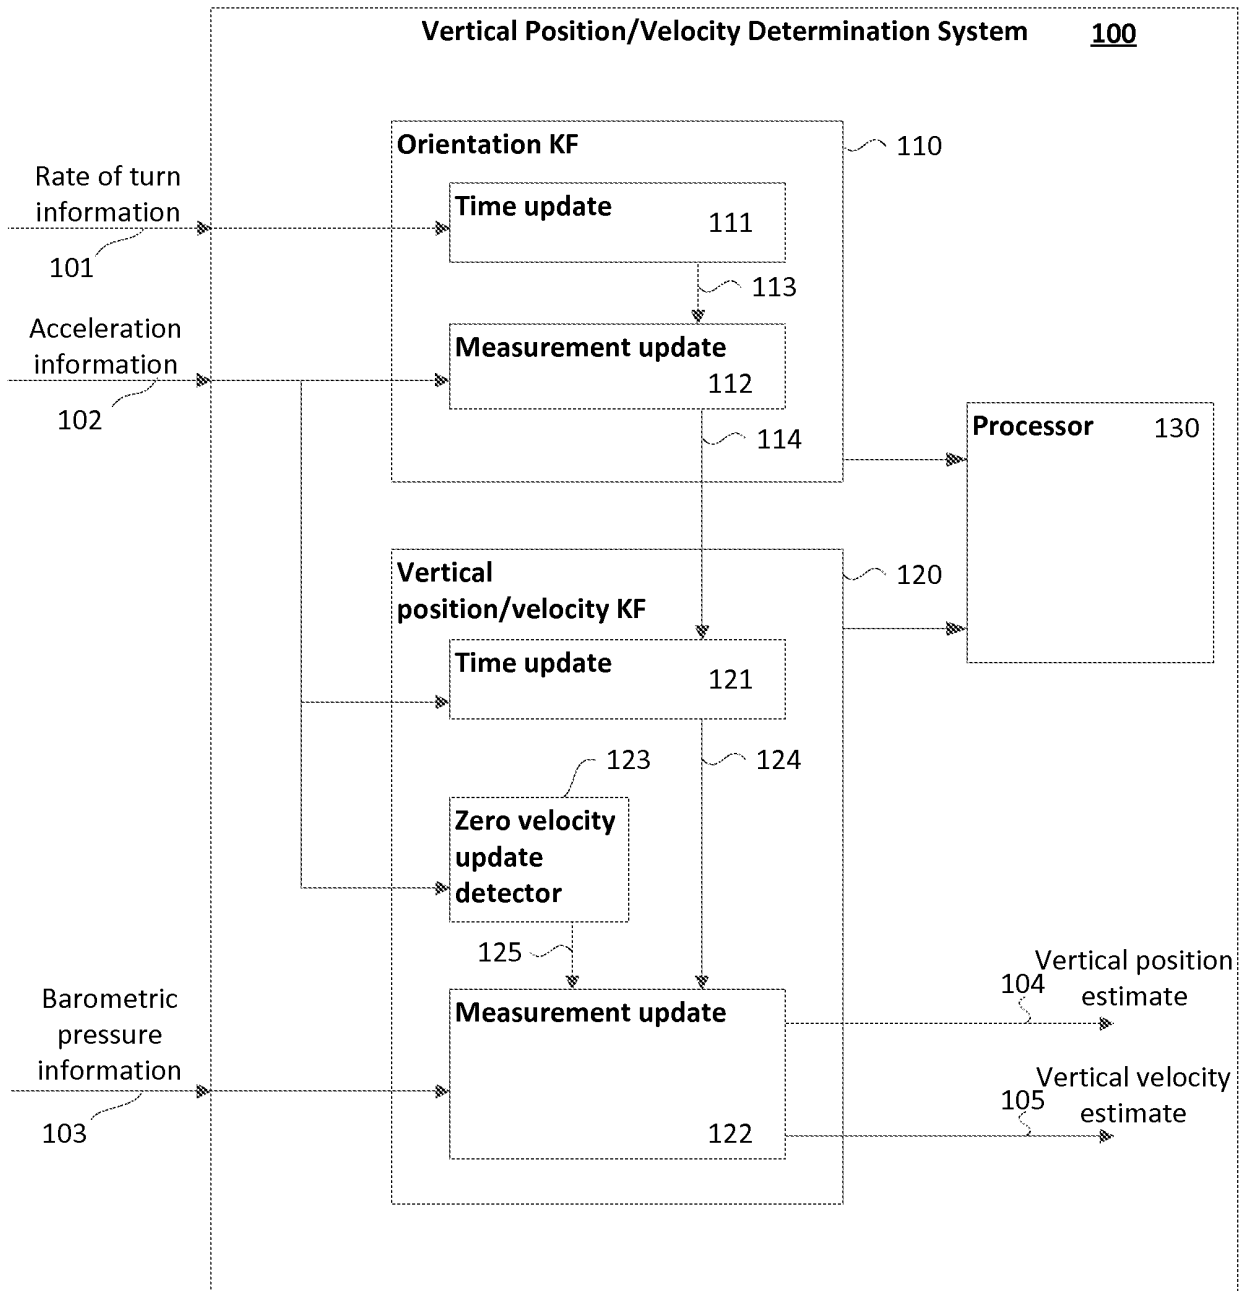 Vertical Position/Velocity Determination System 100
Orientation KF
110
Rate of turn
information
101
Time update
111
113
Acceleration
information
102
Measurement update
112
114
Processor 130
Vertical
position/velocity KF
120
Time update
121
123
124
Zero velocity
update
detector
125
Barometric
pressure
information
103
Measurement update
122
Vertical position
estimate
104
Vertical velocity
estimate
105